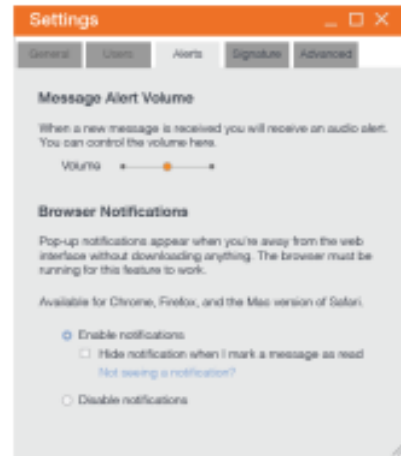 Settings
General Users Alerts Signature Advanced
Message Alert Volume
When a new message is received you will receive an audio alert.
You can control the volume here.
Volume
Browser Notifications
Pop-up notifications appear when you're away from the web
interface without downloading anything. The browser must be
running for this feature to work.
Available for Chrome, Firefox, and the Mac version of Safari.
Enable notifications
Hide notification when I mark a message as read
Not seeing a notification?
Disable notifications